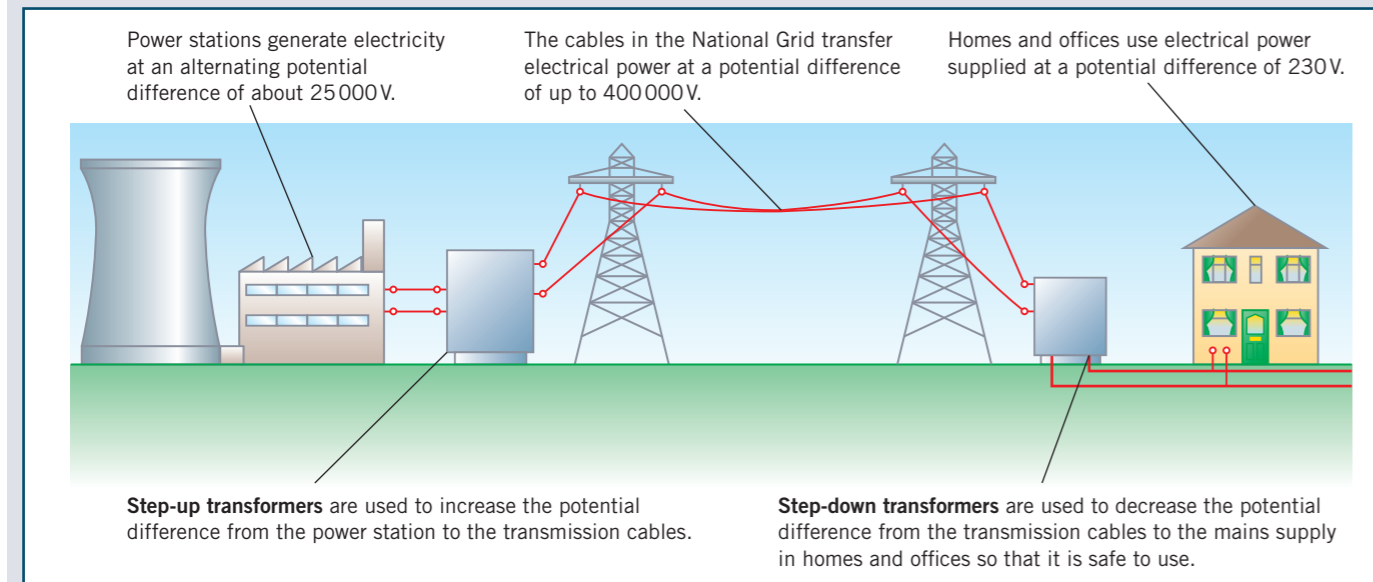 Power stations generate electricity
at an alternating potential
difference of about 25 000 V.
The cables in the National Grid transfer
electrical power at a potential difference
of up to 400 000 V.
Homes and offices use electrical power
supplied at a potential difference of 230 V.
Step-up transformers are used to increase the potential
difference from the power station to the transmission cables.
Step-down transformers are used to decrease the potential
difference from the transmission cables to the mains supply
in homes and offices so that it is safe to use.